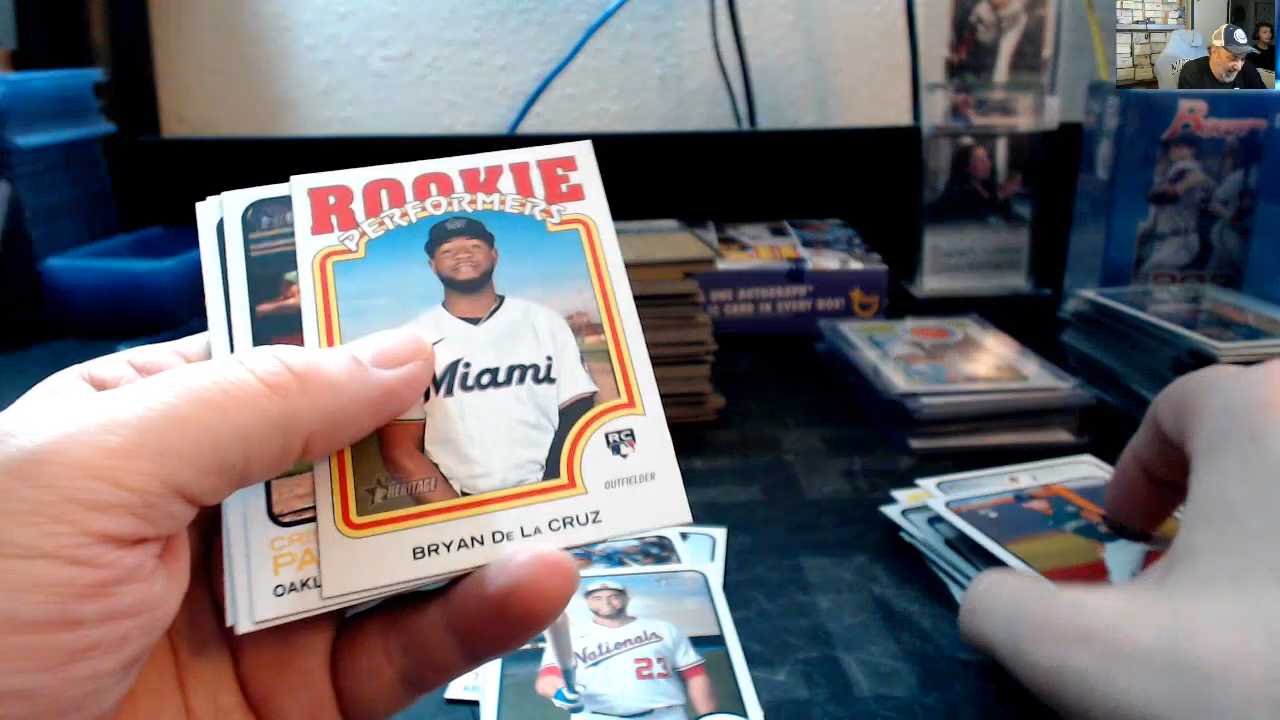 ROOKIE
PERFORMERS
Miami
RC
HERITAGE
OUTFIELDER
BRYAN DE LA CRUZ
OAKL
Nationals
23
ONE AUTOGRAPH
CARD IN EVERY BOX!
Bowman